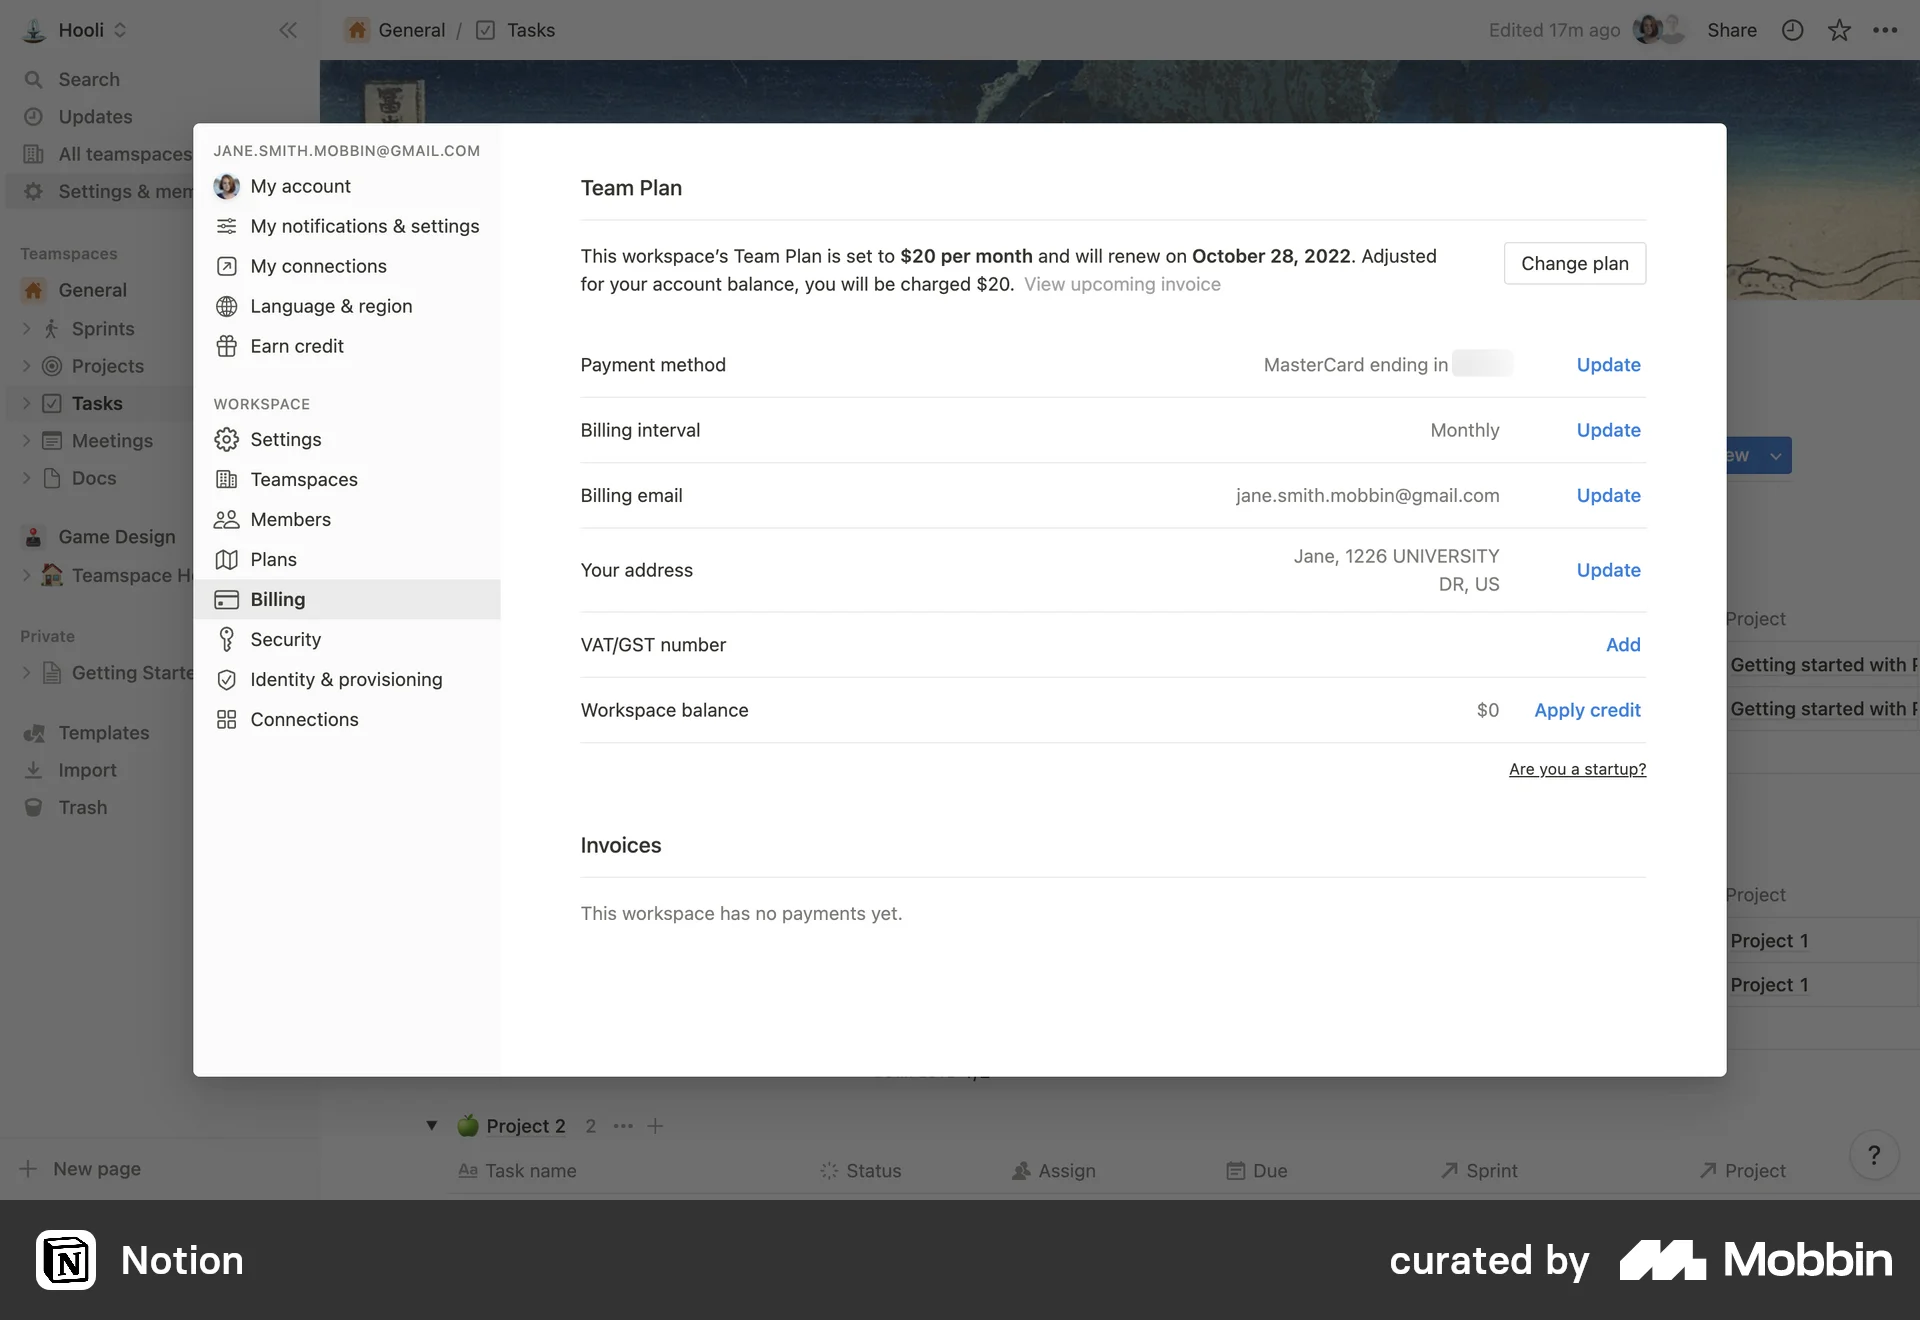 Hooli
General / Tasks
Edited 17m ago
Share
Search
Updates
All teamspaces
Settings & mem
Teamspaces
General
Sprints
Projects
Tasks
Meetings
Docs
Game Design
Teamspace H
Private
Getting Starte
Templates
Import
Trash
New page
JANE.SMITH.MOBBIN@GMAIL.COM
My account
My notifications & settings
My connections
Language & region
Earn credit
WORKSPACE
Settings
Teamspaces
Members
Plans
Billing
Security
Identity & provisioning
Connections
Team Plan
This workspace’s Team Plan is set to $20 per month and will renew on October 28, 2022. Adjusted
for your account balance, you will be charged $20. View upcoming invoice
Change plan
Payment method MasterCard ending in Update
Billing interval Monthly Update
Billing email jane.smith.mobbin@gmail.com Update
Your address Jane, 1226 UNIVERSITY
DR, US Update
VAT/GST number Add
Workspace balance $0 Apply credit
Are you a startup?
Invoices
This workspace has no payments yet.
ew
Project
Getting started with
Getting started with
Project
Project 1
Project 1
Project 2 2
Aa Task name Status Assign Due Sprint Project
?
Notion
curated by Mobbin